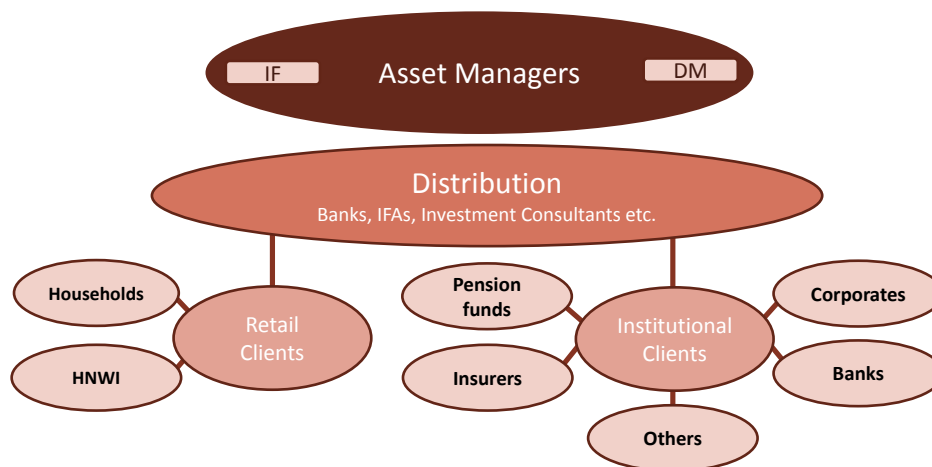 IF
Asset Managers
DM
Distribution
Banks, IFAs, Investment Consultants etc.
Households
HNWI
Retail
Clients
Pension
funds
Insurers
Institutional
Clients
Corporates
Banks
Others